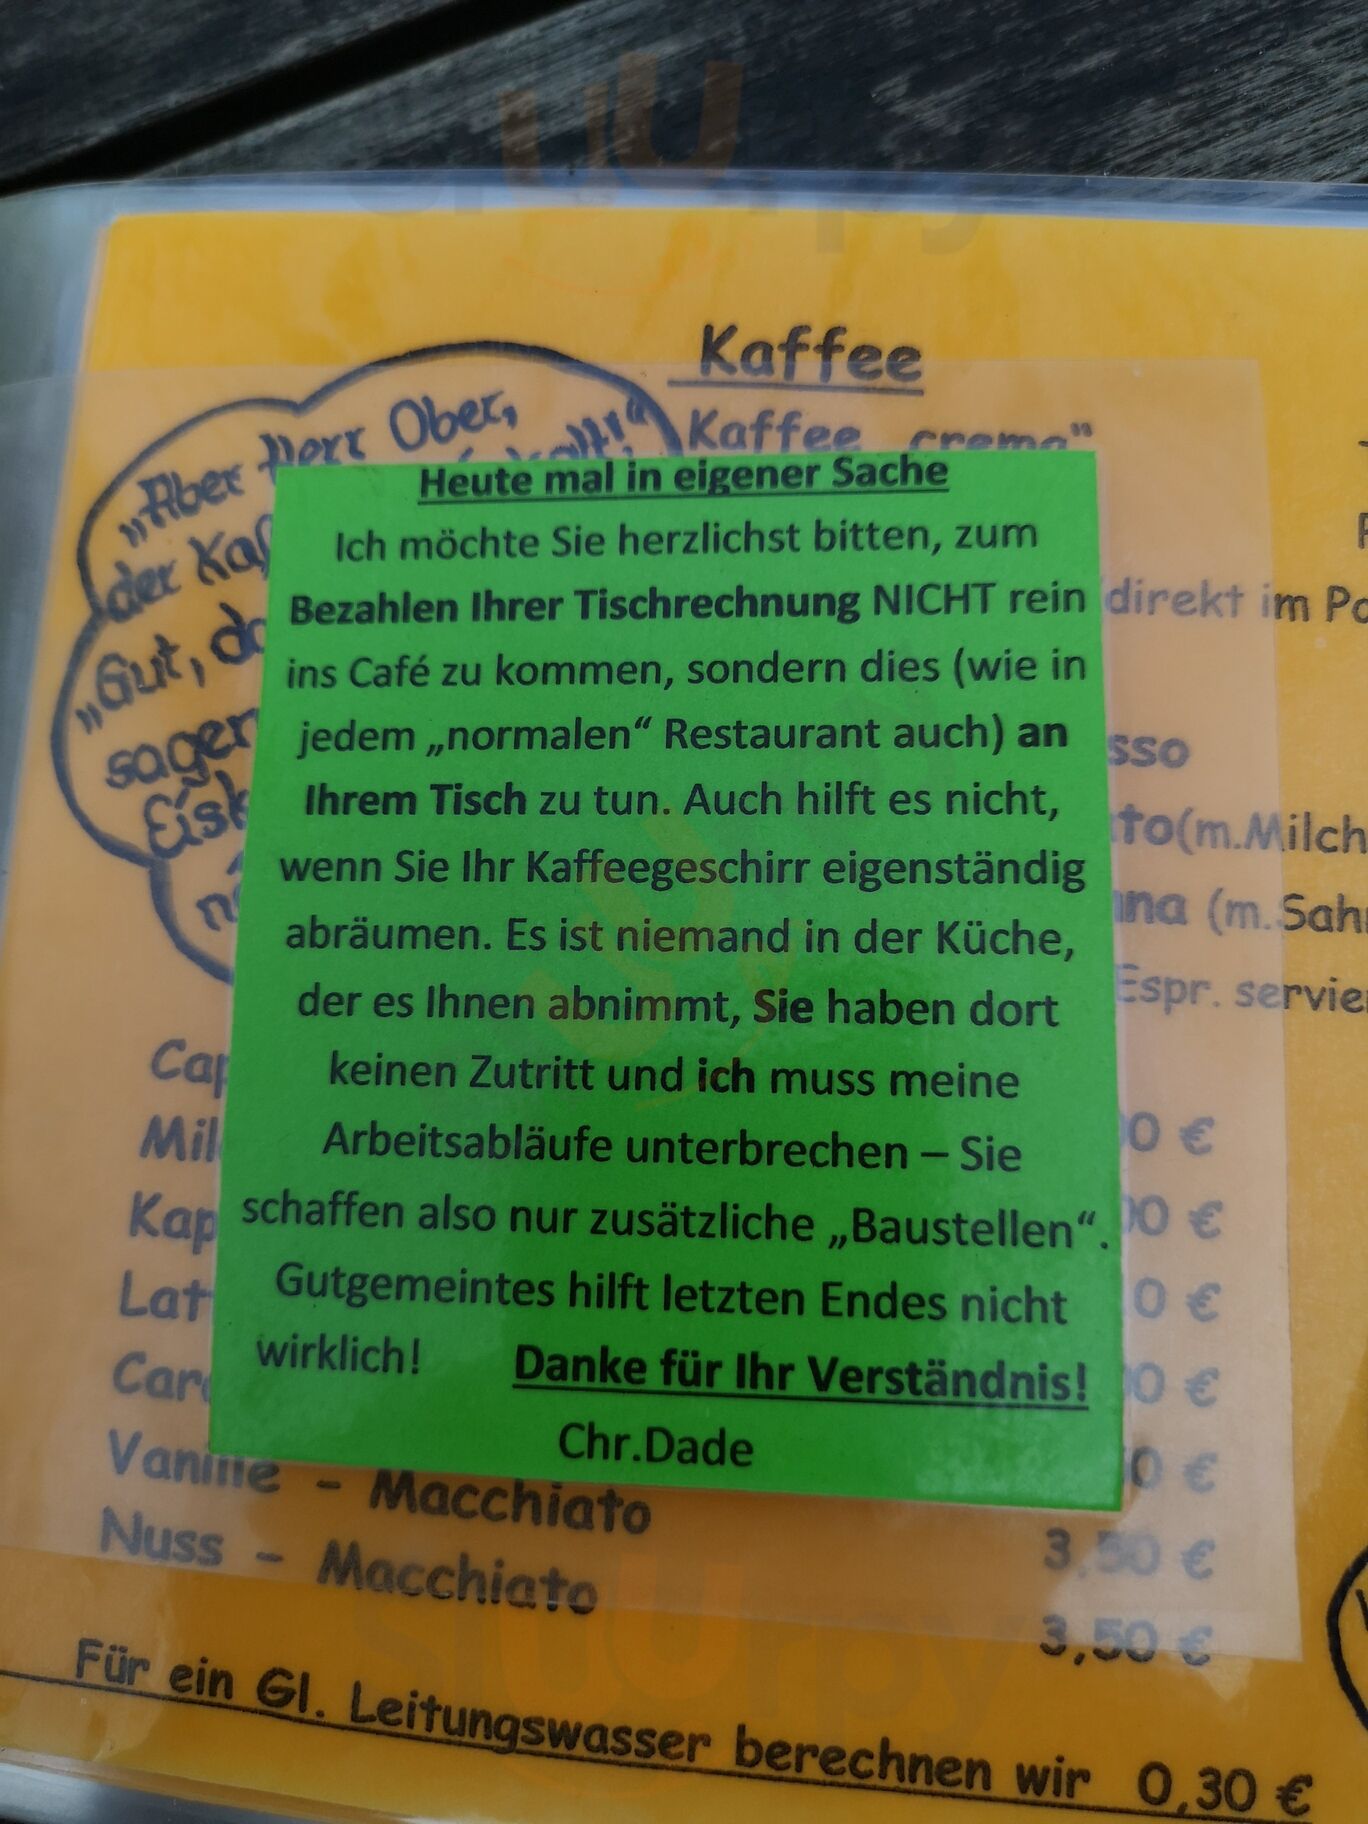 Kaffee
Kaffee „crema"
„Aber Herr Ober,
der
„Gut,
direkt im
(m.Milch
(m.Sah
Espr.
Heute mal in eigener Sache
Ich möchte Sie herzlichst bitten, zum
Bezahlen Ihrer Tischrechnung NICHT rein
ins Café zu kommen, sondern dies (wie in
jedem „normalen“ Restaurant auch) an
Ihrem Tisch zu tun. Auch hilft es nicht,
wenn Sie Ihr Kaffeegeschirr eigenständig
abräumen. Es ist niemand in der Küche,
der es Ihnen abnimmt, Sie haben dort
keinen Zutritt und ich muss meine
Arbeitsabläufe unterbrechen – Sie
schaffen also nur zusätzliche „Baustellen“.
Gutgemeintes hilft letzten Endes nicht
wirklich! Danke für Ihr Verständnis!
Chr.Dade
Vanille - Macchiato 3,50 €
Nuss - Macchiato 3,50 €
Für ein Gl. Leitungswasser berechnen wir 0,30 €